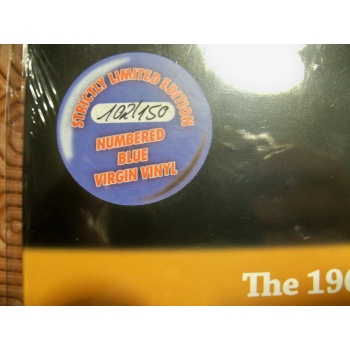 STRICTLY LIMITED EDITION
102/150
NUMBERED
BLUE
VIRGIN VINYL
The 196